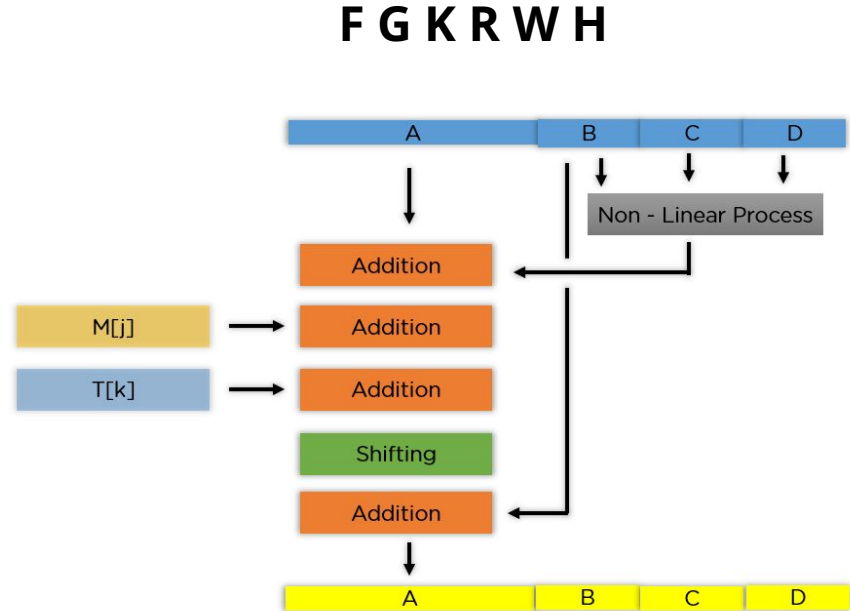 F G K R W H
A B C D
Non - Linear Process
Addition
M[j] Addition
T[k] Addition
Shifting
Addition
A B C D